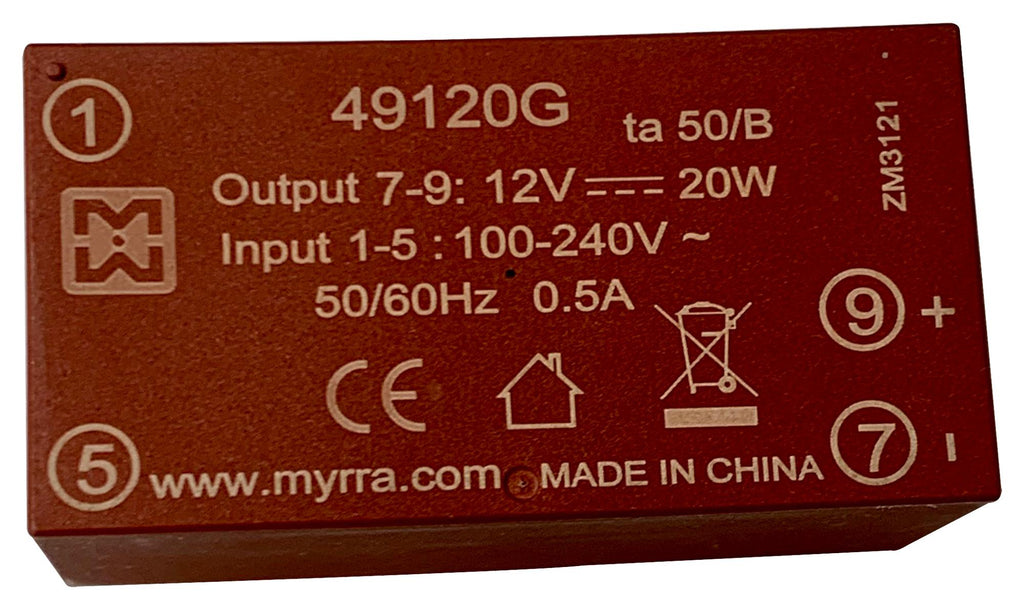 1
49120G
ta 50/B
ZM3121
Output 7-9: 12V⎓ 20W
Input 1-5 : 100-240V ~
50/60Hz 0.5A
9 +
CE
7 -
5
www.myrra.com MADE IN CHINA